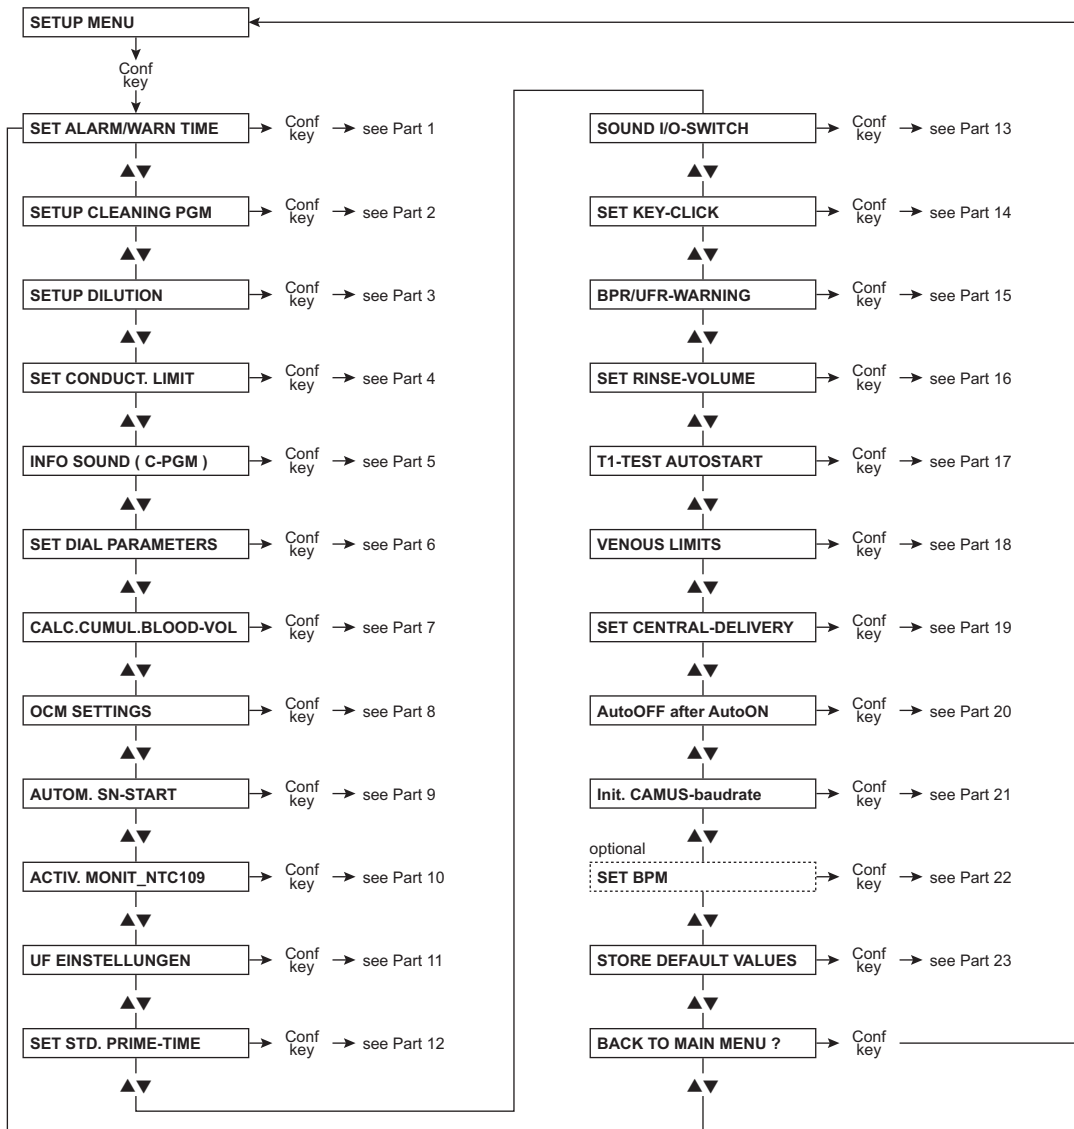 SETUP MENU
Conf
key
SET ALARM/WARN TIME
Conf
key
see Part 1
▲▼
SETUP CLEANING PGM
Conf
key
see Part 2
▲▼
SETUP DILUTION
Conf
key
see Part 3
▲▼
SET CONDUCT. LIMIT
Conf
key
see Part 4
▲▼
INFO SOUND ( C-PGM )
Conf
key
see Part 5
▲▼
SET DIAL PARAMETERS
Conf
key
see Part 6
▲▼
CALC.CUMUL.BLOOD-VOL
Conf
key
see Part 7
▲▼
OCM SETTINGS
Conf
key
see Part 8
▲▼
AUTOM. SN-START
Conf
key
see Part 9
▲▼
ACTIV. MONIT_NTC109
Conf
key
see Part 10
▲▼
UF EINSTELLUNGEN
Conf
key
see Part 11
▲▼
SET STD. PRIME-TIME
Conf
key
see Part 12
▲▼
SOUND I/O-SWITCH
Conf
key
see Part 13
▲▼
SET KEY-CLICK
Conf
key
see Part 14
▲▼
BPR/UFR-WARNING
Conf
key
see Part 15
▲▼
SET RINSE-VOLUME
Conf
key
see Part 16
▲▼
T1-TEST AUTOSTART
Conf
key
see Part 17
▲▼
VENOUS LIMITS
Conf
key
see Part 18
▲▼
SET CENTRAL-DELIVERY
Conf
key
see Part 19
▲▼
AutoOFF after AutoON
Conf
key
see Part 20
▲▼
Init. CAMUS-baudrate
Conf
key
see Part 21
▲▼
optional
SET BPM
Conf
key
see Part 22
▲▼
STORE DEFAULT VALUES
Conf
key
see Part 23
▲▼
BACK TO MAIN MENU ?
Conf
key
▲▼